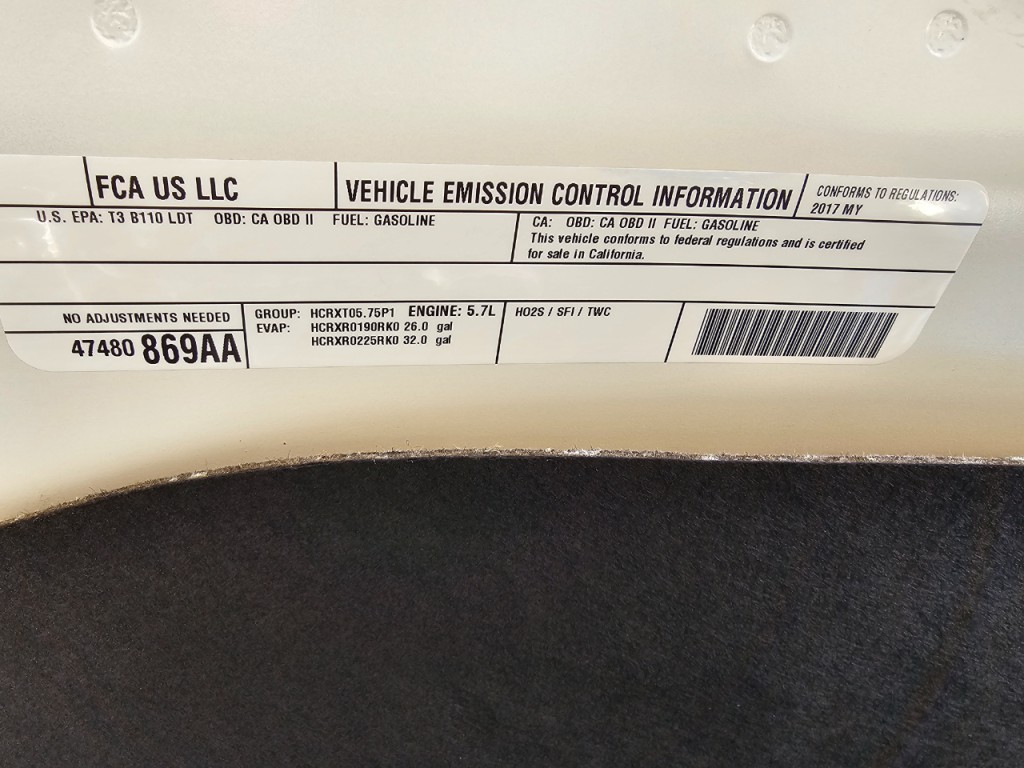 FCA US LLC
VEHICLE EMISSION CONTROL INFORMATION
CONFORMS TO REGULATIONS:
2017 MY
U.S. EPA: T3 B110 LDT OBD: CA OBD II FUEL: GASOLINE
CA: OBD: CA OBD II FUEL: GASOLINE
This vehicle conforms to federal regulations and is certified
for sale in California.
NO ADJUSTMENTS NEEDED
47480 869AA
GROUP: HCRXT05.75P1 ENGINE: 5.7L
EVAP: HCRXR0190RK0 26.0 gal
HCRXR0225RK0 32.0 gal
HO2S / SFI / TWC